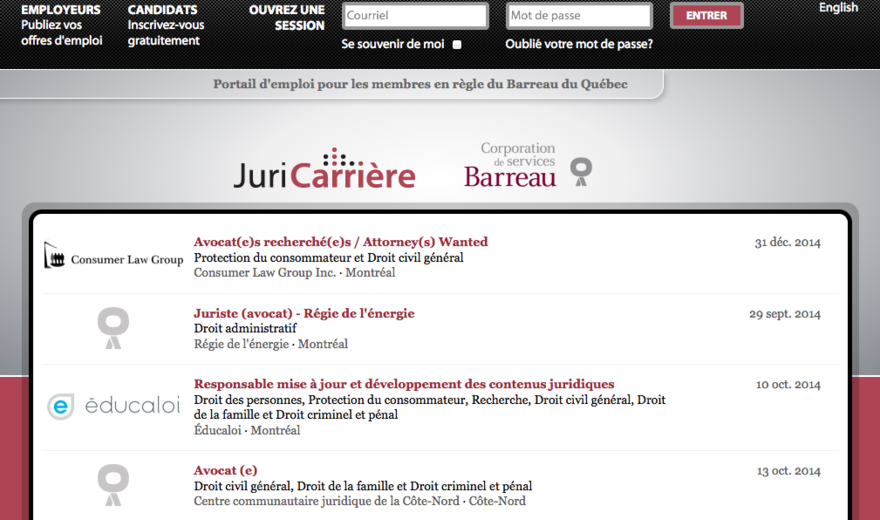 EMPLOYEURS
Publiez vos
offres d'emploi
CANDIDATS
Inscrivez-vous
gratuitement
OUVREZ UNE
SESSION
Courriel
Mot de passe
ENTRER
English
Se souvenir de moi
Oublié votre mot de passe?
Portail d'emploi pour les membres en règle du Barreau du Québec
JuriCarrière
Corporation
de services
Barreau
Consumer Law Group
Avocat(e)s recherché(e)s / Attorney(s) Wanted
31 déc. 2014
Protection du consommateur et Droit civil général
Consumer Law Group Inc. · Montréal
Juriste (avocat) - Régie de l'énergie
29 sept. 2014
Droit administratif
Régie de l'énergie · Montréal
éducaloi
Responsable mise à jour et développement des contenus juridiques
10 oct. 2014
Droit des personnes, Protection du consommateur, Recherche, Droit civil général, Droit
de la famille et Droit criminel et pénal
Éducaloi · Montréal
Avocat (e)
13 oct. 2014
Droit civil général, Droit de la famille et Droit criminel et pénal
Centre communautaire juridique de la Côte-Nord · Côte-Nord